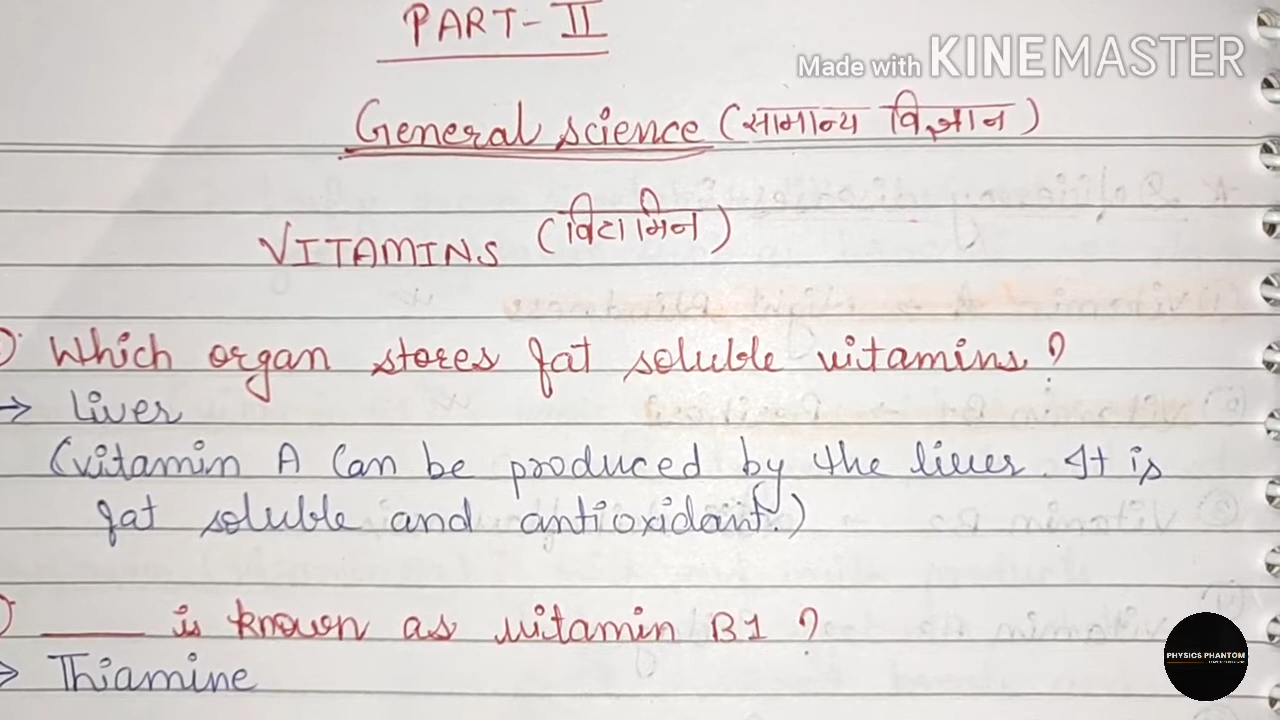 PART-II
Made with KINEMASTER
General science (सामान्य विज्ञान)
VITAMINS (विटामिन)
Which organ stores fat soluble vitamins?
→ Liver
(vitamin A Can be produced by the liver. It is
fat soluble and antioxidant.)
____ is known as vitamin B1 ?
→ Thiamine
PHYSICS PHANTOM